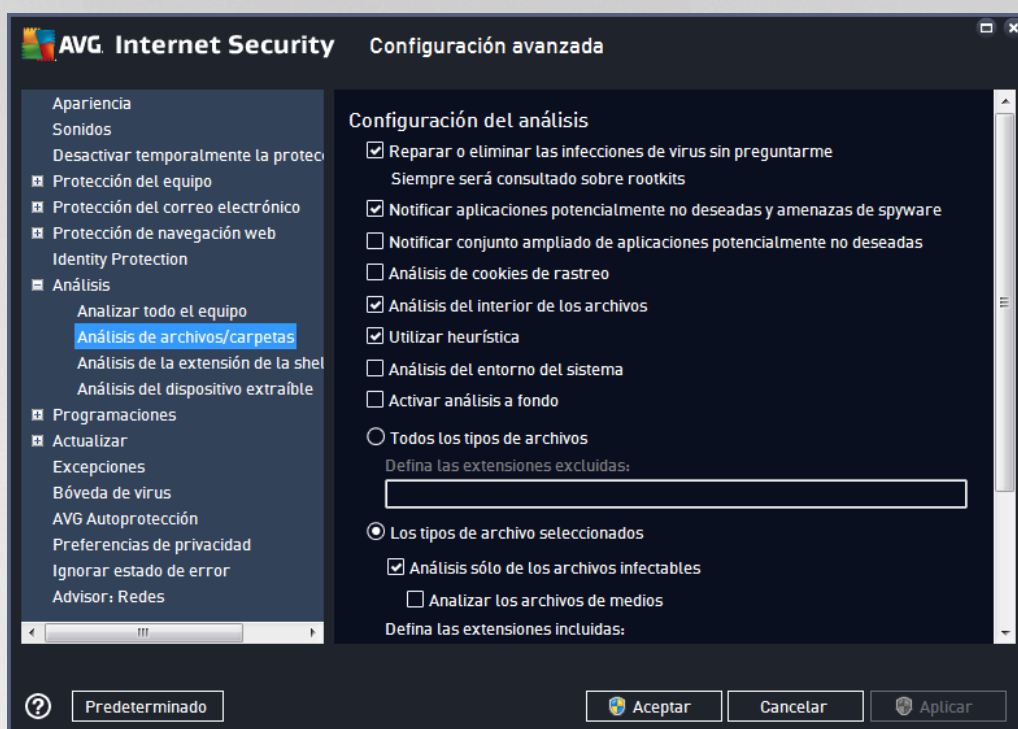 AVG Internet Security Configuración avanzada
Apariencia
Sonidos
Desactivar temporalmente la protec
Protección del equipo
Protección del correo electrónico
Protección de navegación web
Identity Protection
Análisis
Analizar todo el equipo
Análisis de archivos/carpetas
Análisis de la extensión de la shel
Análisis del dispositivo extraíble
Programaciones
Actualizar
Excepciones
Bóveda de virus
AVG Autoprotección
Preferencias de privacidad
Ignorar estado de error
Advisor: Redes
Configuración del análisis
Reparar o eliminar las infecciones de virus sin preguntarme
Siempre será consultado sobre rootkits
Notificar aplicaciones potencialmente no deseadas y amenazas de spyware
Notificar conjunto ampliado de aplicaciones potencialmente no deseadas
Análisis de cookies de rastreo
Análisis del interior de los archivos
Utilizar heurística
Análisis del entorno del sistema
Activar análisis a fondo
Todos los tipos de archivos
Defina las extensiones excluidas:
Los tipos de archivo seleccionados
Análisis sólo de los archivos infectables
Analizar los archivos de medios
Defina las extensiones incluidas:
Predeterminado
Aceptar
Cancelar
Aplicar